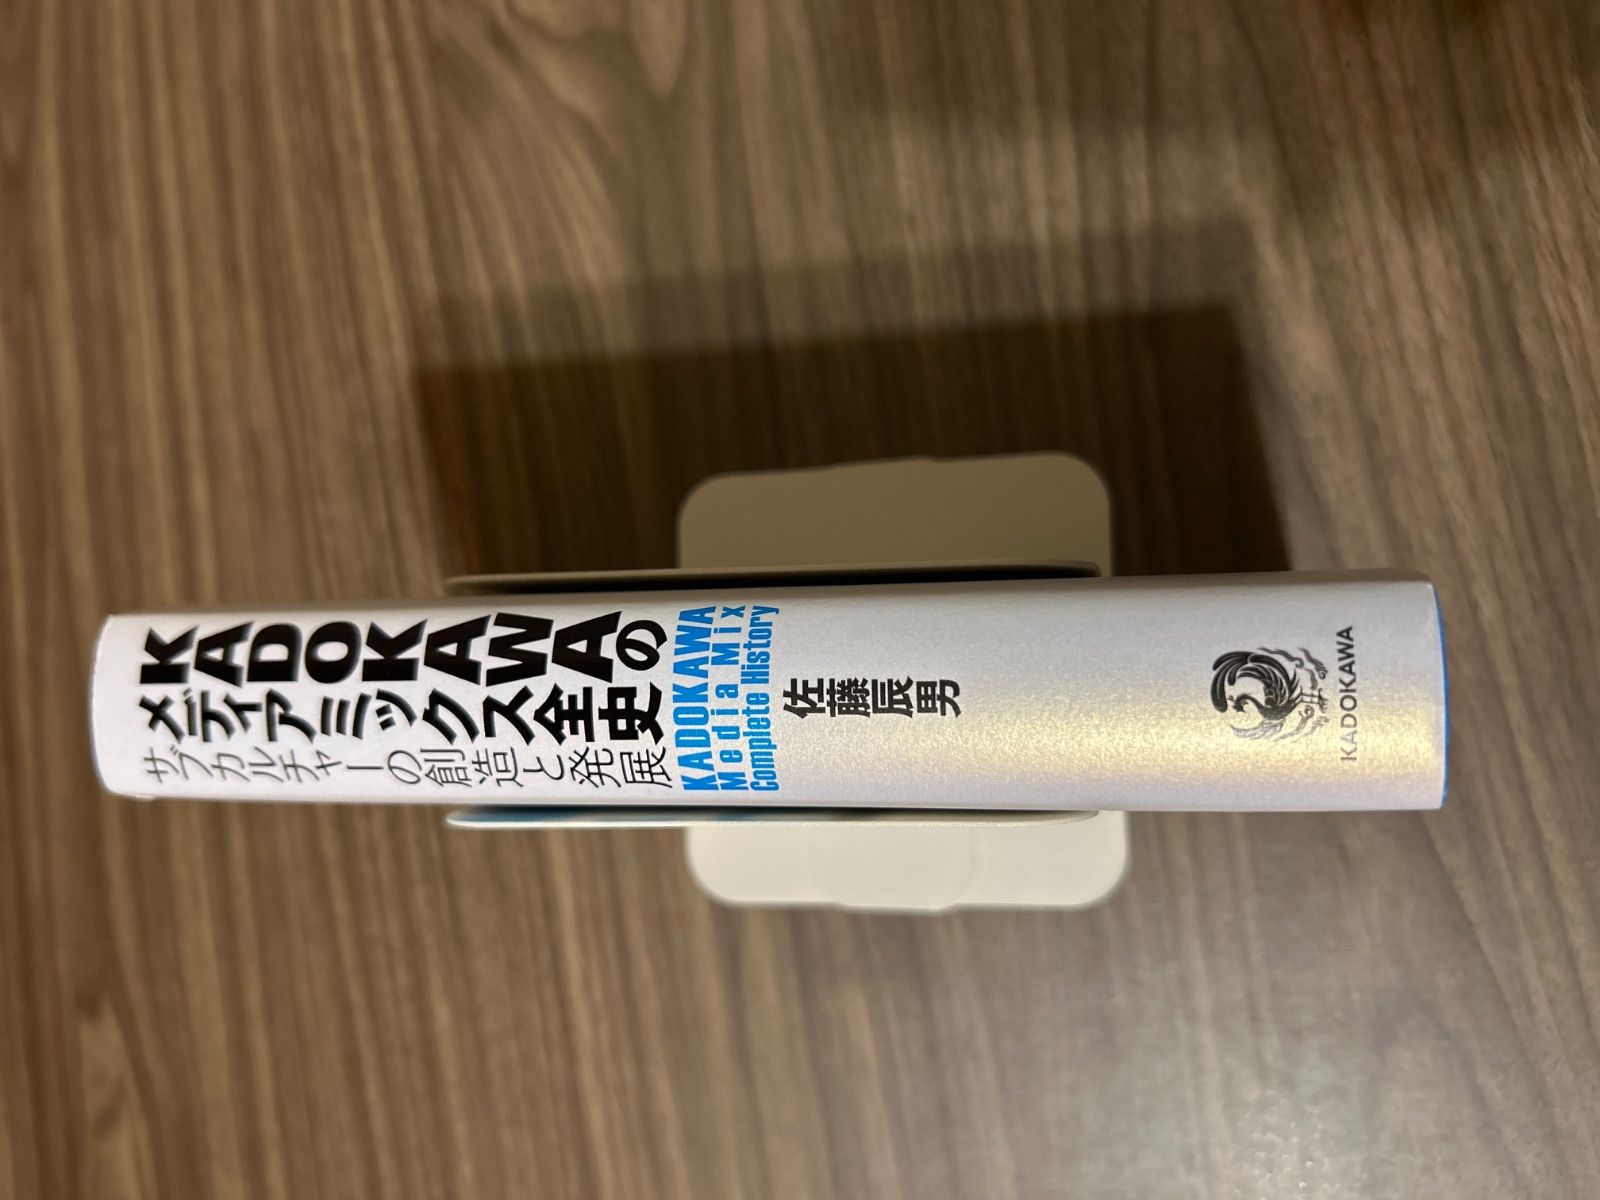 KADOKAWAの
メディアミックス全史
サブカルチャーの創造と発展
KADOKAWA
Media Mix
Complete History
佐藤辰男
KADOKAWA